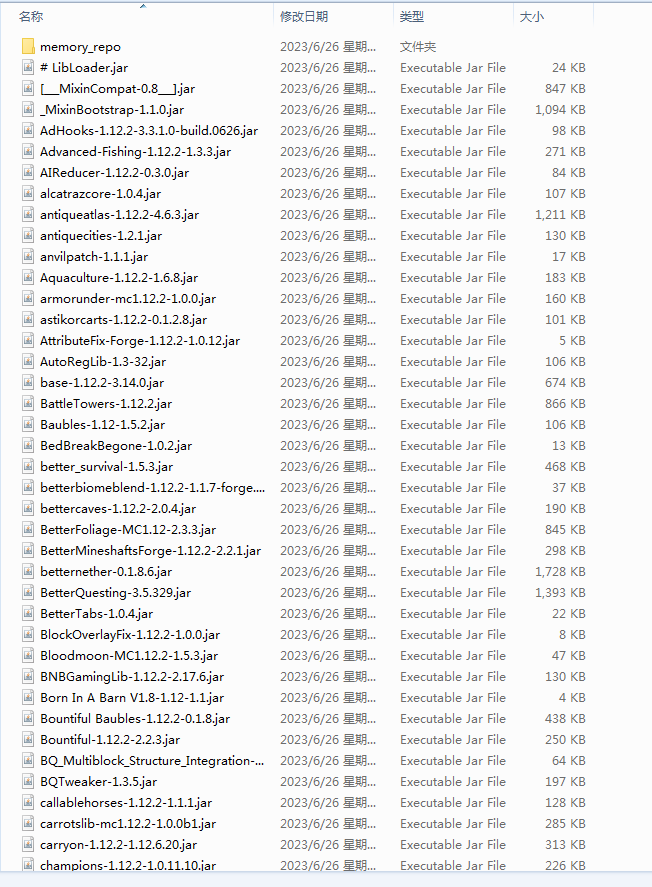 名称 修改日期 类型 大小
memory_repo 2023/6/26 星期... 文件夹
# LibLoader.jar 2023/6/26 星期... Executable Jar File 24 KB
[___MixinCompat-0.8___].jar 2023/6/26 星期... Executable Jar File 847 KB
_MixinBootstrap-1.1.0.jar 2023/6/26 星期... Executable Jar File 1,094 KB
AdHooks-1.12.2-3.3.1.0-build.0626.jar 2023/6/26 星期... Executable Jar File 98 KB
Advanced-Fishing-1.12.2-1.3.3.jar 2023/6/26 星期... Executable Jar File 271 KB
AIReducer-1.12.2-0.3.0.jar 2023/6/26 星期... Executable Jar File 84 KB
alcatrazcore-1.0.4.jar 2023/6/26 星期... Executable Jar File 107 KB
antiqueatlas-1.12.2-4.6.3.jar 2023/6/26 星期... Executable Jar File 1,211 KB
antiquecities-1.2.1.jar 2023/6/26 星期... Executable Jar File 130 KB
anvilpatch-1.1.1.jar 2023/6/26 星期... Executable Jar File 17 KB
Aquaculture-1.12.2-1.6.8.jar 2023/6/26 星期... Executable Jar File 183 KB
armorunder-mc1.12.2-1.0.0.jar 2023/6/26 星期... Executable Jar File 160 KB
astikorcarts-1.12.2-0.1.2.8.jar 2023/6/26 星期... Executable Jar File 101 KB
AttributeFix-Forge-1.12.2-1.0.12.jar 2023/6/26 星期... Executable Jar File 5 KB
AutoRegLib-1.3-32.jar 2023/6/26 星期... Executable Jar File 106 KB
base-1.12.2-3.14.0.jar 2023/6/26 星期... Executable Jar File 674 KB
BattleTowers-1.12.2.jar 2023/6/26 星期... Executable Jar File 866 KB
Baubles-1.12-1.5.2.jar 2023/6/26 星期... Executable Jar File 106 KB
BedBreakBegone-1.0.2.jar 2023/6/26 星期... Executable Jar File 13 KB
better_survival-1.5.3.jar 2023/6/26 星期... Executable Jar File 468 KB
betterbiomeblend-1.12.2-1.1.7-forge.... 2023/6/26 星期... Executable Jar File 37 KB
bettercaves-1.12.2-2.0.4.jar 2023/6/26 星期... Executable Jar File 190 KB
BetterFoliage-MC1.12-2.3.3.jar 2023/6/26 星期... Executable Jar File 845 KB
BetterMineshaftsForge-1.12.2-2.2.1.jar 2023/6/26 星期... Executable Jar File 298 KB
betternether-0.1.8.6.jar 2023/6/26 星期... Executable Jar File 1,728 KB
BetterQuesting-3.5.329.jar 2023/6/26 星期... Executable Jar File 1,393 KB
BetterTabs-1.0.4.jar 2023/6/26 星期... Executable Jar File 22 KB
BlockOverlayFix-1.12.2-1.0.0.jar 2023/6/26 星期... Executable Jar File 8 KB
Bloodmoon-MC1.12.2-1.5.3.jar 2023/6/26 星期... Executable Jar File 47 KB
BNBGamingLib-1.12.2-2.17.6.jar 2023/6/26 星期... Executable Jar File 130 KB
Born In A Barn V1.8-1.12-1.1.jar 2023/6/26 星期... Executable Jar File 4 KB
Bountiful Baubles-1.12.2-0.1.8.jar 2023/6/26 星期... Executable Jar File 438 KB
Bountiful-1.12.2-2.2.3.jar 2023/6/26 星期... Executable Jar File 250 KB
BQ_Multiblock_Structure_Integration-... 2023/6/26 星期... Executable Jar File 64 KB
BQTweaker-1.3.5.jar 2023/6/26 星期... Executable Jar File 197 KB
callablehorses-1.12.2-1.1.1.jar 2023/6/26 星期... Executable Jar File 128 KB
carrotslib-mc1.12.2-1.0.0b1.jar 2023/6/26 星期... Executable Jar File 285 KB
carryon-1.12.2-1.12.6.20.jar 2023/6/26 星期... Executable Jar File 313 KB
champions-1.12.2-1.0.11.10.jar 2023/6/26 星期... Executable Jar File 226 KB